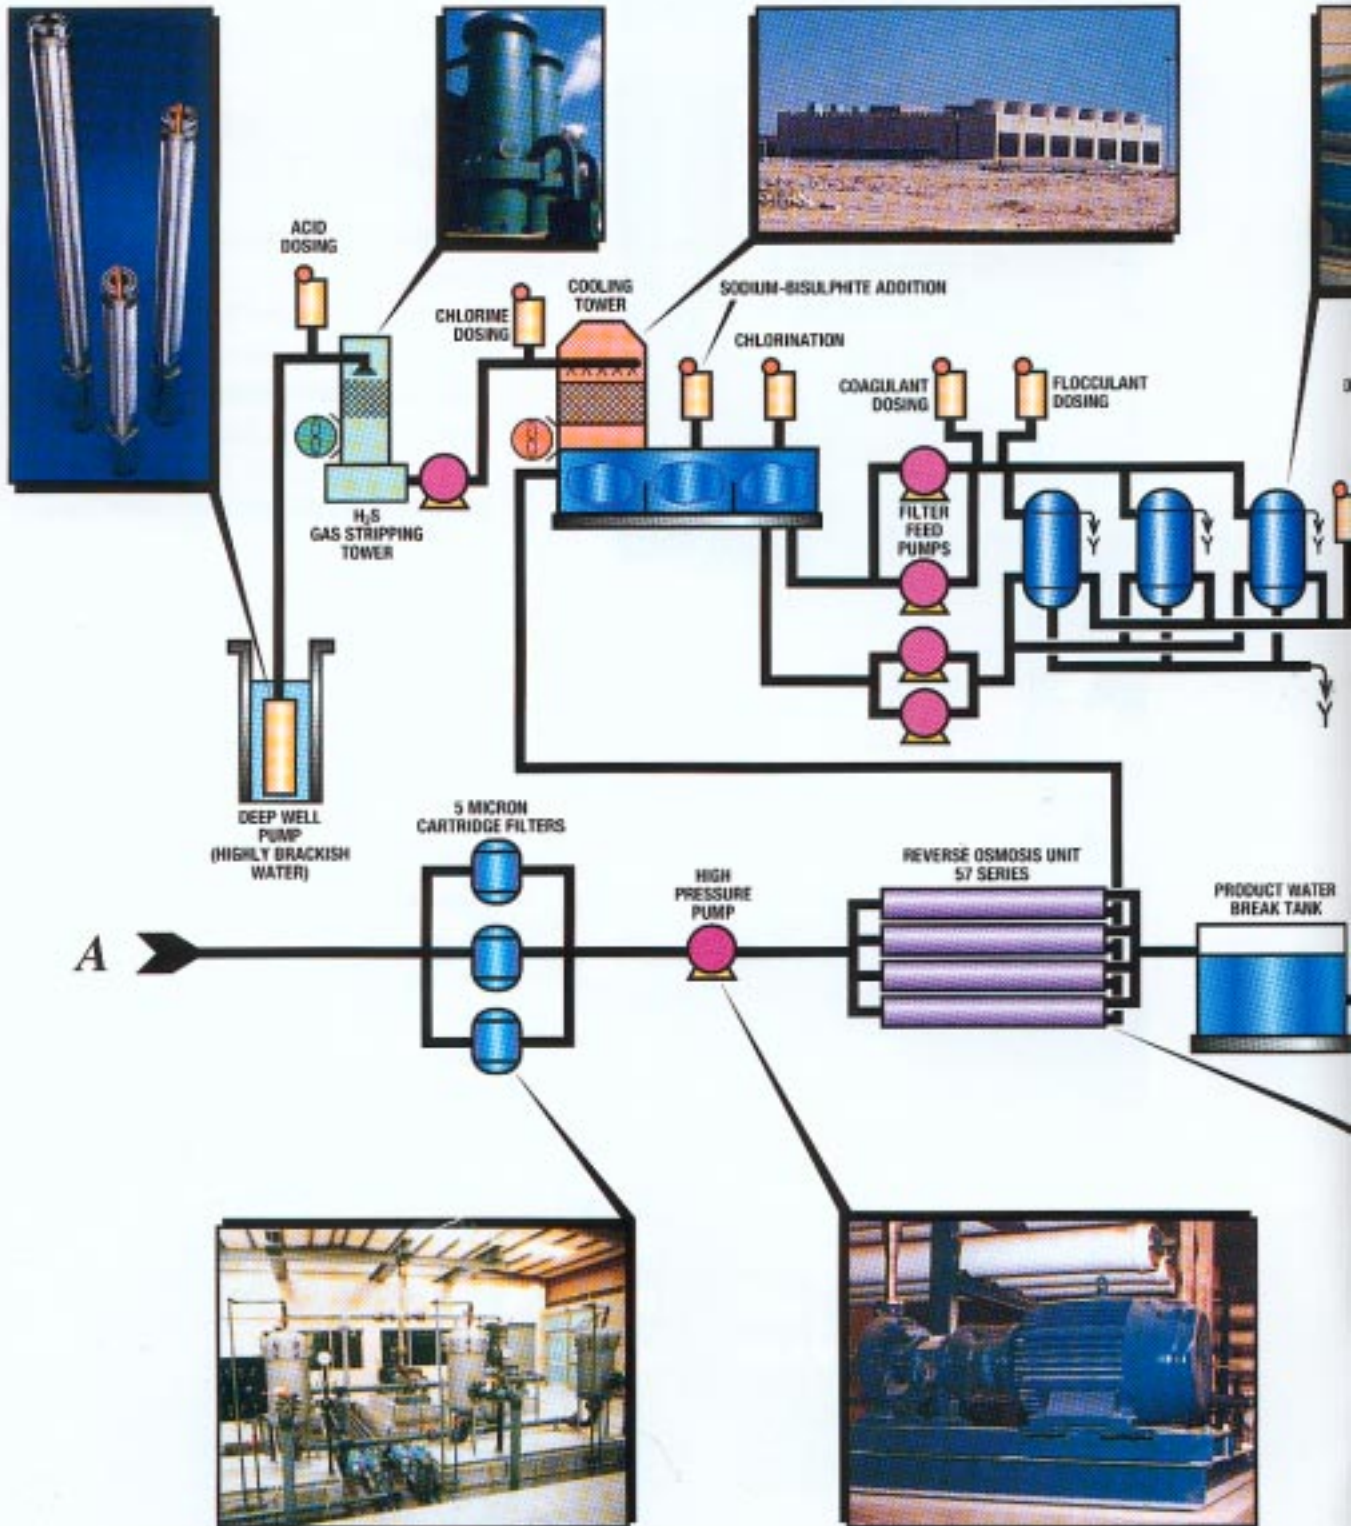 ACID
DOSING
CHLORINE
DOSING
COOLING
TOWER
SODIUM-BISULPHITE ADDITION
CHLORINATION
COAGULANT
DOSING
FLOCCULANT
DOSING
D
H₂S
GAS STRIPPING
TOWER
FILTER
FEED
PUMPS
DEEP WELL
PUMP
(HIGHLY BRACKISH
WATER)
5 MICRON
CARTRIDGE FILTERS
HIGH
PRESSURE
PUMP
REVERSE OSMOSIS UNIT
57 SERIES
PRODUCT WATER
BREAK TANK
A